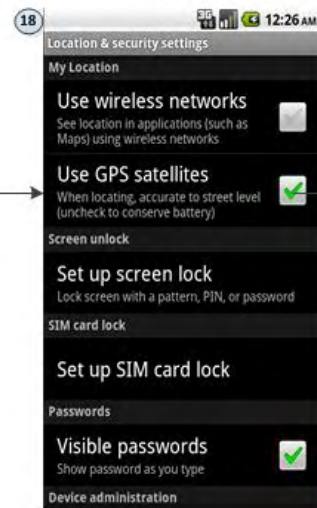 18
3G
12:26 AM
Location & security settings
My Location
Use wireless networks
See location in applications (such as
Maps) using wireless networks
Use GPS satellites
When locating, accurate to street level
(uncheck to conserve battery)
Screen unlock
Set up screen lock
Lock screen with a pattern, PIN, or password
SIM card lock
Set up SIM card lock
Passwords
Visible passwords
Show password as you type
Device administration